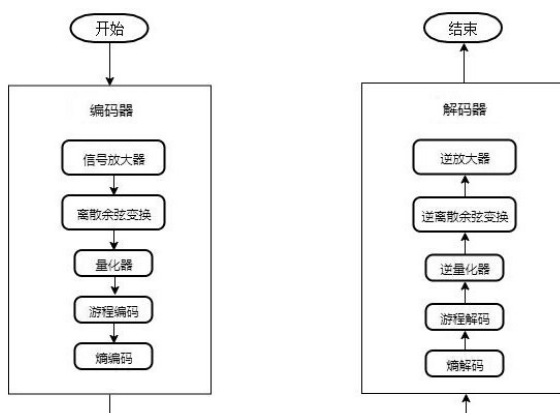 开始
编码器
信号放大器
离散余弦变换
量化器
游程编码
熵编码
结束
解码器
逆放大器
逆离散余弦变换
逆量化器
游程解码
熵解码